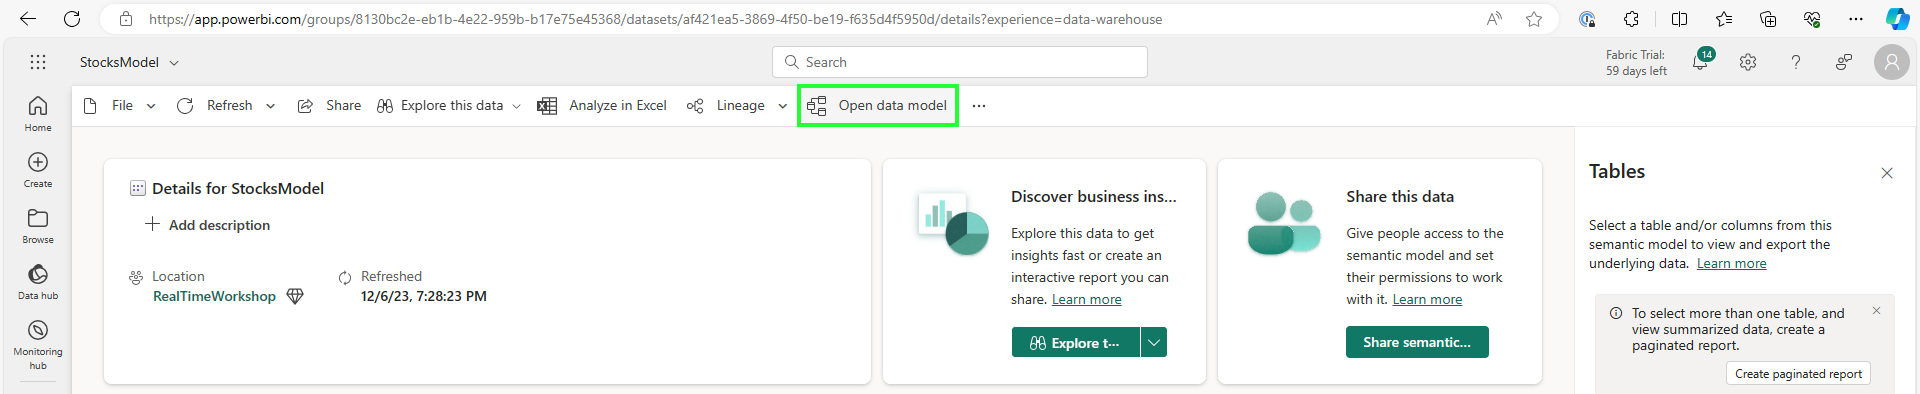 https://app.powerbi.com/groups/8130bc2e-eb1b-4e22-959b-b17e75e45368/datasets/af421ea5-3869-4f50-be19-f635d4f5950d/details?experience=data-warehouse
StocksModel
Search
Fabric Trial:
59 days left
14
File
Refresh
Share
Explore this data
Analyze in Excel
Lineage
Open data model
Home
Create
Browse
Data hub
Monitoring
hub
Details for StocksModel
Add description
Location
RealTimeWorkshop
Refreshed
12/6/23, 7:28:23 PM
Discover business ins...
Explore this data to get
insights fast or create an
interactive report you can
share. Learn more
Explore t...
Share this data
Give people access to the
semantic model and set
their permissions to work
with it. Learn more
Share semantic...
Tables
Select a table and/or columns from this
semantic model to view and export the
underlying data. Learn more
To select more than one table, and
view summarized data, create a
paginated report.
Create paginated report